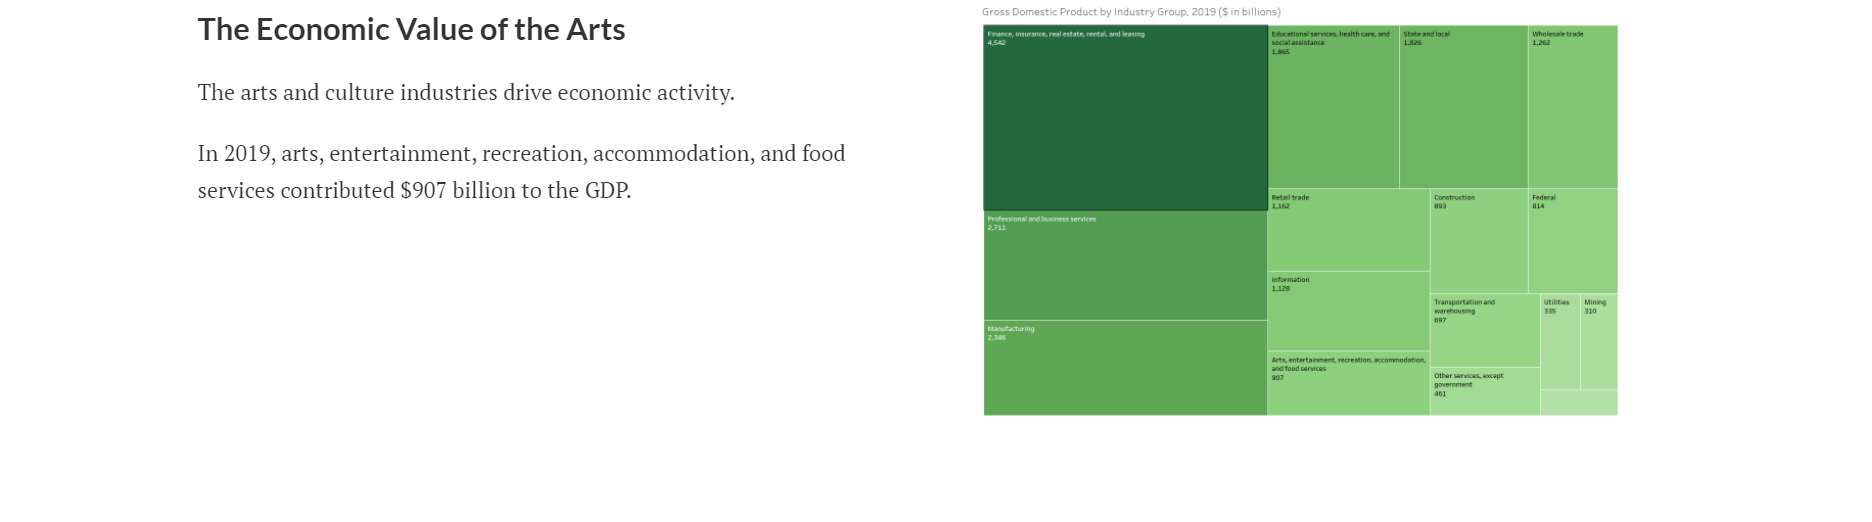 The Economic Value of the Arts
The arts and culture industries drive economic activity.
In 2019, arts, entertainment, recreation, accommodation, and food
services contributed $907 billion to the GDP.
Gross Domestic Product by Industry Group, 2019 ($ in billions)
Finance, insurance, real estate, rental, and leasing
4,542
Professional and business services
2,711
Manufacturing
2,346
Educational services, health care, and
social assistance
1,865
State and local
1,826
Wholesale trade
1,262
Retail trade
1,162
Information
1,128
Arts, entertainment, recreation, accommodation,
and food services
907
Construction
893
Federal
814
Transportation and
warehousing
697
Other services, except
government
461
Utilities
335
Mining
310